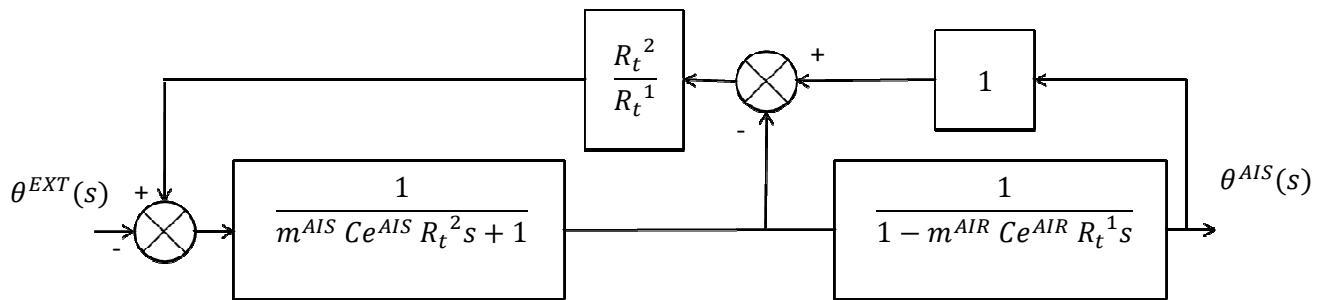 R_t^2
R_t^1
+
1
-
θ^EXT(s)
+
-
1
m^AIS Ce^AIS R_t^2 s + 1
1
1 − m^AIR Ce^AIR R_t^1 s
θ^AIS(s)